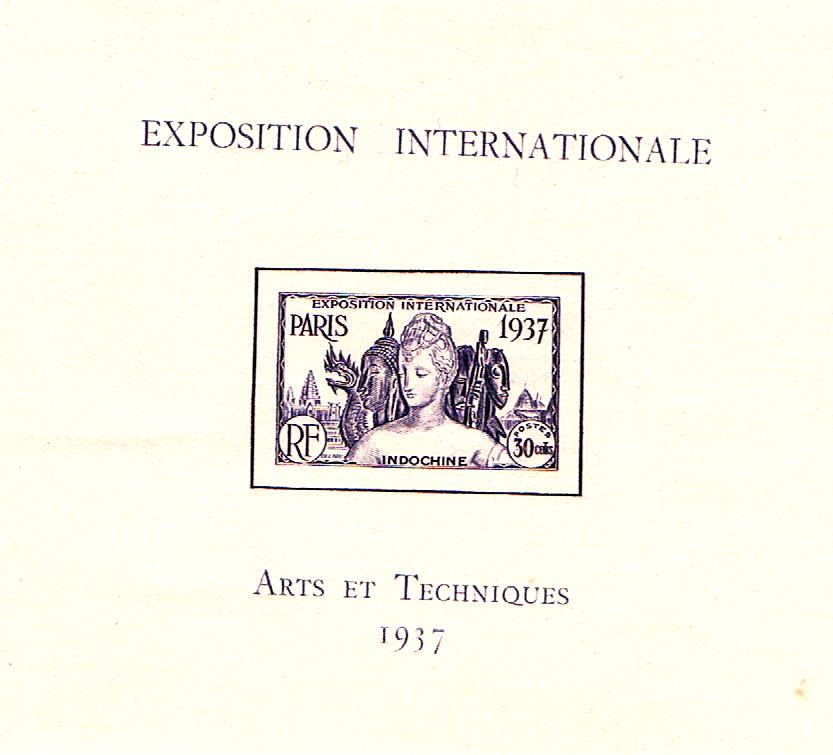 EXPOSITION INTERNATIONALE
EXPOSITION INTERNATIONALE
PARIS 1937
RF
POSTES
30 cents
INDOCHINE
ARTS ET TECHNIQUES
1937